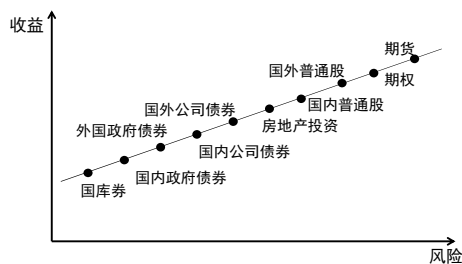 收益
期货
国外普通股
期权
国外公司债券
国内普通股
外国政府债券
房地产投资
国内公司债券
国库券
国内政府债券
风险